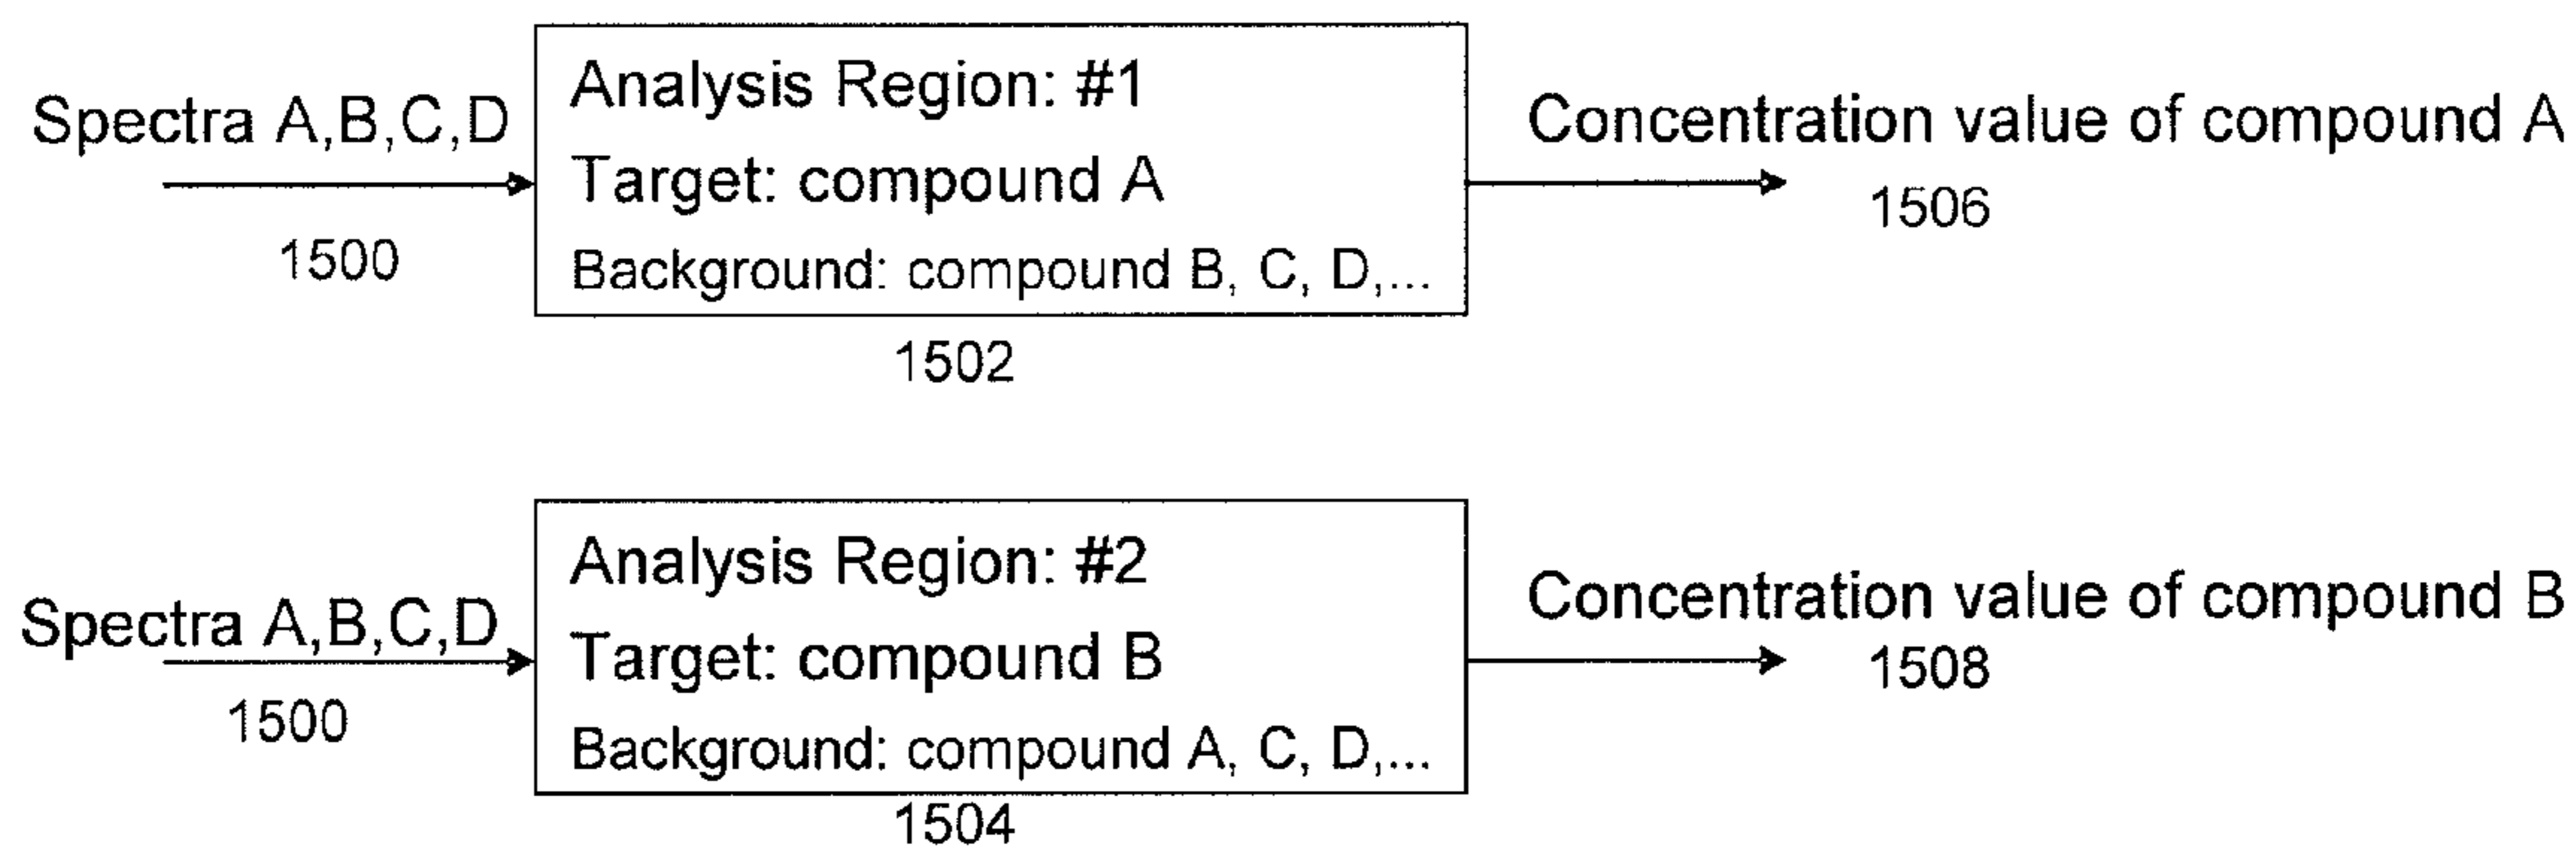 Spectra A,B,C,D
1500
Analysis Region: #1
Target: compound A
Background: compound B, C, D,...
1502
Concentration value of compound A
1506
Spectra A,B,C,D
1500
Analysis Region: #2
Target: compound B
Background: compound A, C, D,...
1504
Concentration value of compound B
1508